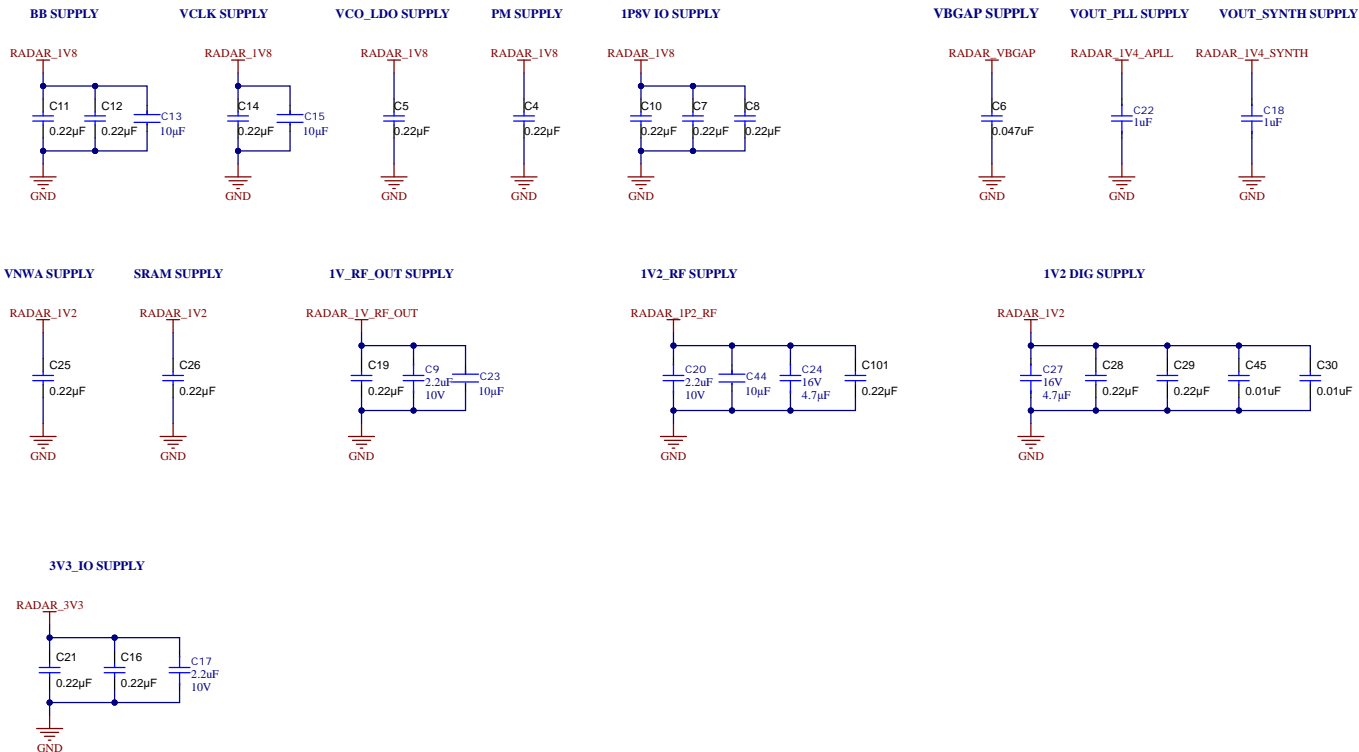 BB SUPPLY
VCLK SUPPLY
VCO_LDO SUPPLY
PM SUPPLY
1P8V IO SUPPLY
VBGAP SUPPLY
VOUT_PLL SUPPLY
VOUT_SYNTH SUPPLY
RADAR_1V8
RADAR_1V8
RADAR_1V8
RADAR_1V8
RADAR_1V8
RADAR_VBGAP
RADAR_1V4_APLL
RADAR_1V4_SYNTH
C11
0.22µF
C12
0.22µF
C13
10µF
C14
0.22µF
C15
10µF
C5
0.22µF
C4
0.22µF
C10
0.22µF
C7
0.22µF
C8
0.22µF
C6
0.047uF
C22
1uF
C18
1uF
GND
GND
GND
GND
GND
GND
GND
GND
VNWA SUPPLY
SRAM SUPPLY
1V_RF_OUT SUPPLY
1V2_RF SUPPLY
1V2 DIG SUPPLY
RADAR_1V2
RADAR_1V2
RADAR_1V_RF_OUT
RADAR_1P2_RF
RADAR_1V2
C25
0.22µF
C26
0.22µF
C19
0.22µF
C9
2.2uF
10V
C23
10µF
C20
2.2uF
10V
C44
10µF
C24
16V
4.7µF
C101
0.22µF
C27
16V
4.7µF
C28
0.22µF
C29
0.22µF
C45
0.01uF
C30
0.01uF
GND
GND
GND
GND
GND
3V3_IO SUPPLY
RADAR_3V3
C21
0.22µF
C16
0.22µF
C17
2.2uF
10V
GND